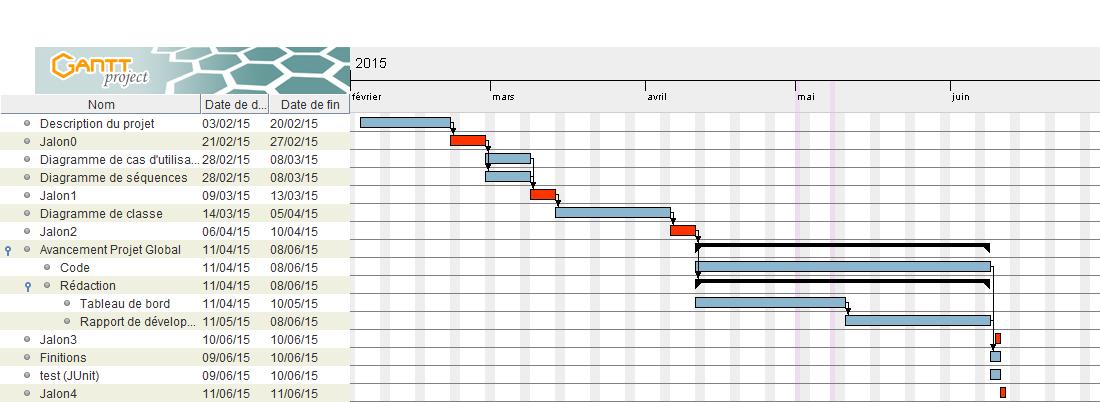 GANTT project
2015
février mars avril mai juin
Nom Date de d... Date de fin
Description du projet 03/02/15 20/02/15
Jalon0 21/02/15 27/02/15
Diagramme de cas d'utilisa... 28/02/15 08/03/15
Diagramme de séquences 28/02/15 08/03/15
Jalon1 09/03/15 13/03/15
Diagramme de classe 14/03/15 05/04/15
Jalon2 06/04/15 10/04/15
Avancement Projet Global 11/04/15 08/06/15
Code 11/04/15 08/06/15
Rédaction 11/04/15 08/06/15
Tableau de bord 11/04/15 10/05/15
Rapport de dévelop... 11/05/15 08/06/15
Jalon3 10/06/15 10/06/15
Finitions 09/06/15 10/06/15
test (JUnit) 09/06/15 10/06/15
Jalon4 11/06/15 11/06/15